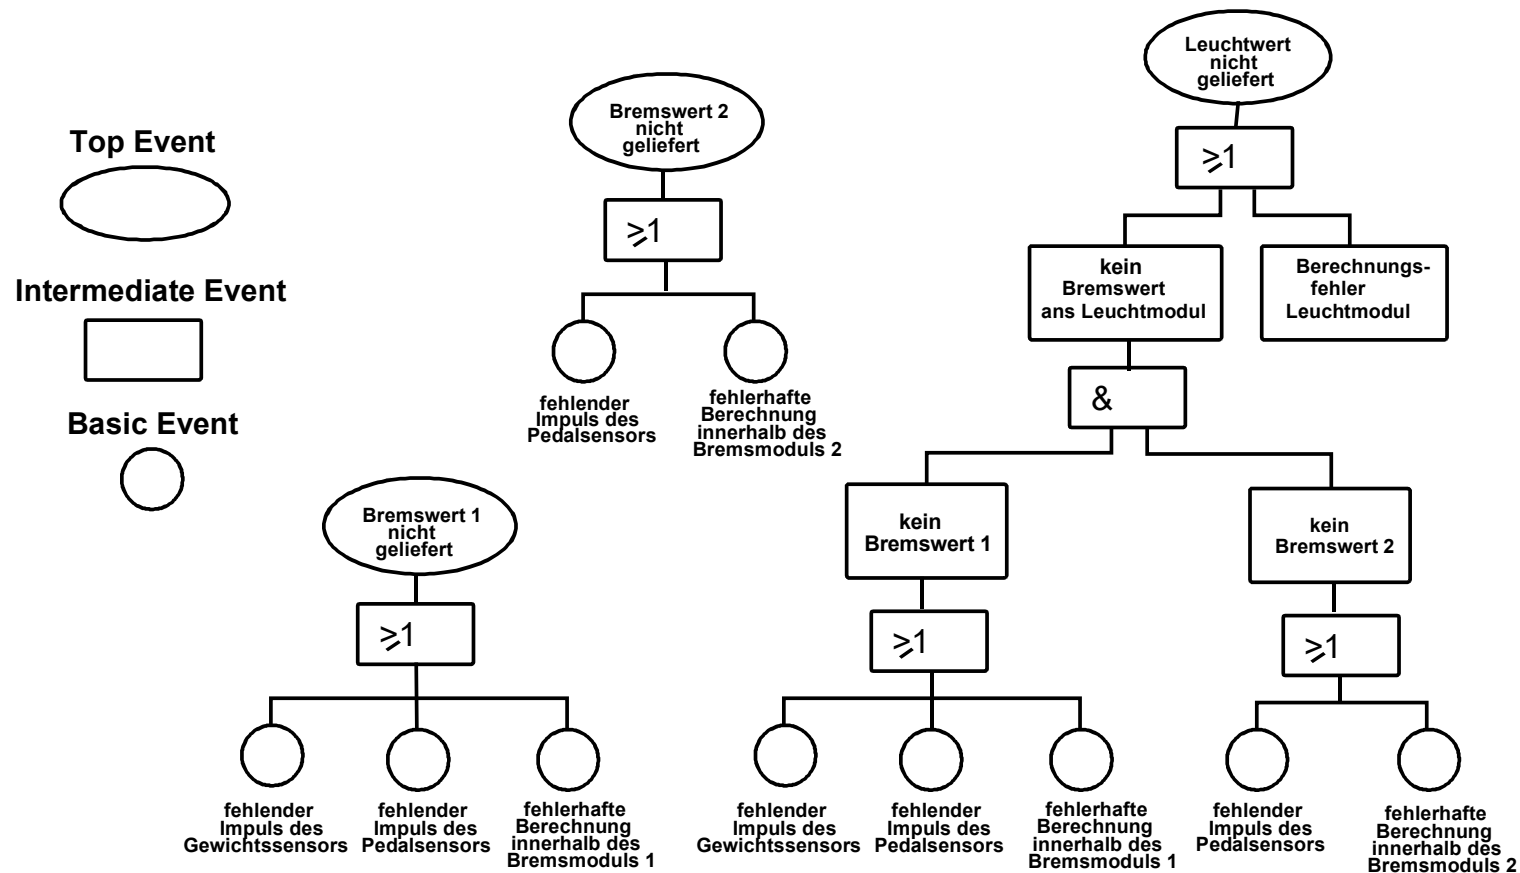 Top Event
Intermediate Event
Basic Event
Bremswert 2
nicht
geliefert
≥1
fehlender
Impuls des
Pedalsensors
fehlerhafte
Berechnung
innerhalb des
Bremsmoduls 2
Bremswert 1
nicht
geliefert
≥1
fehlender
Impuls des
Gewichtssensors
fehlender
Impuls des
Pedalsensors
fehlerhafte
Berechnung
innerhalb des
Bremsmoduls 1
Leuchtwert
nicht
geliefert
≥1
kein
Bremswert
ans Leuchtmodul
Berechnungs-
fehler
Leuchtmodul
&
kein
Bremswert 1
kein
Bremswert 2
≥1
≥1
fehlender
Impuls des
Gewichtssensors
fehlender
Impuls des
Pedalsensors
fehlerhafte
Berechnung
innerhalb des
Bremsmoduls 1
fehlender
Impuls des
Pedalsensors
fehlerhafte
Berechnung
innerhalb des
Bremsmoduls 2